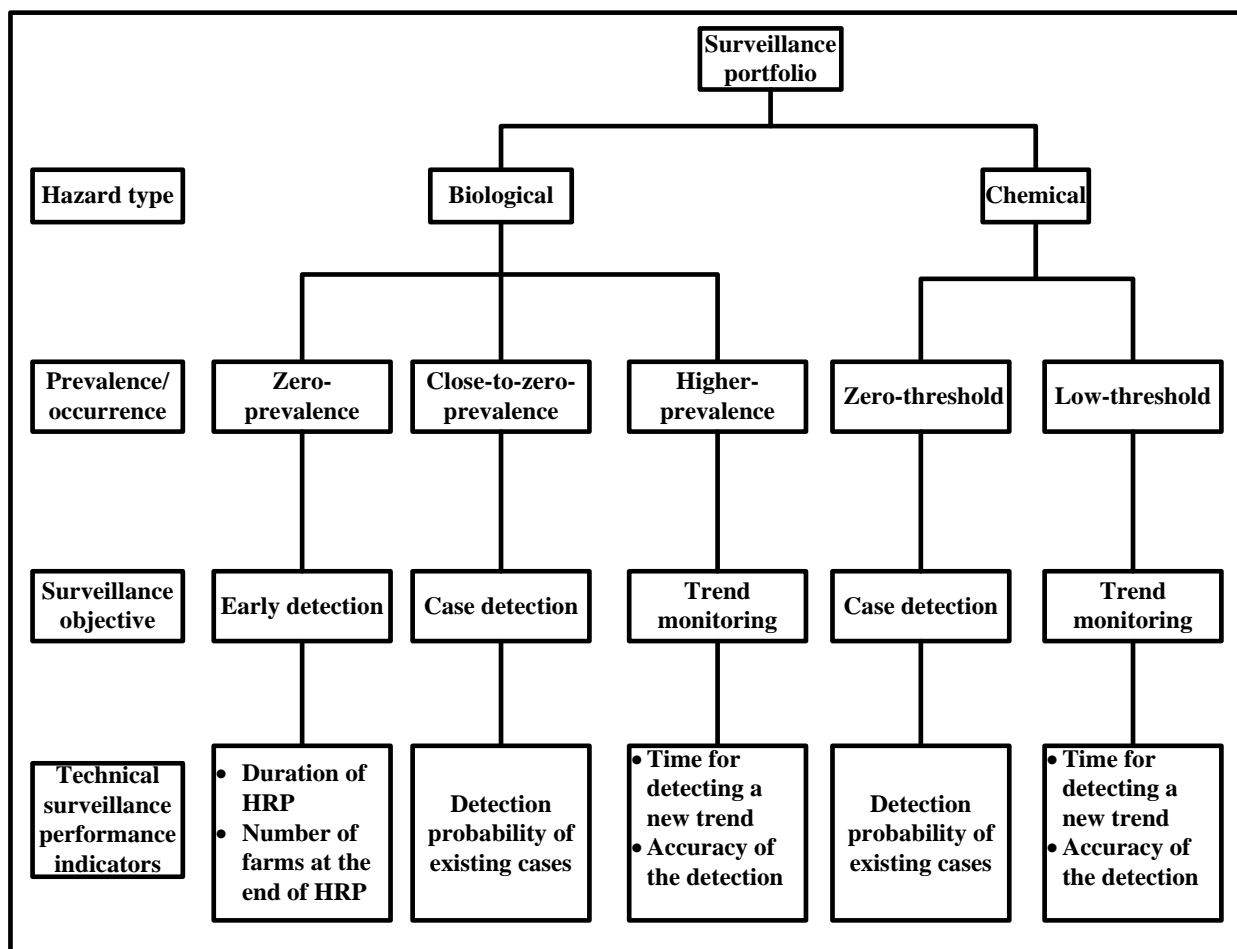 Surveillance
portfolio
Hazard type
Biological
Chemical
Prevalence/
occurrence
Zero-
prevalence
Close-to-zero-
prevalence
Higher-
prevalence
Zero-threshold
Low-threshold
Surveillance
objective
Early detection
Case detection
Trend
monitoring
Case detection
Trend
monitoring
Technical
surveillance
performance
indicators
• Duration of
HRP
• Number of
farms at the
end of HRP
Detection
probability of
existing cases
• Time for
detecting a
new trend
• Accuracy of
the detection
Detection
probability of
existing cases
• Time for
detecting a
new trend
• Accuracy of
the detection